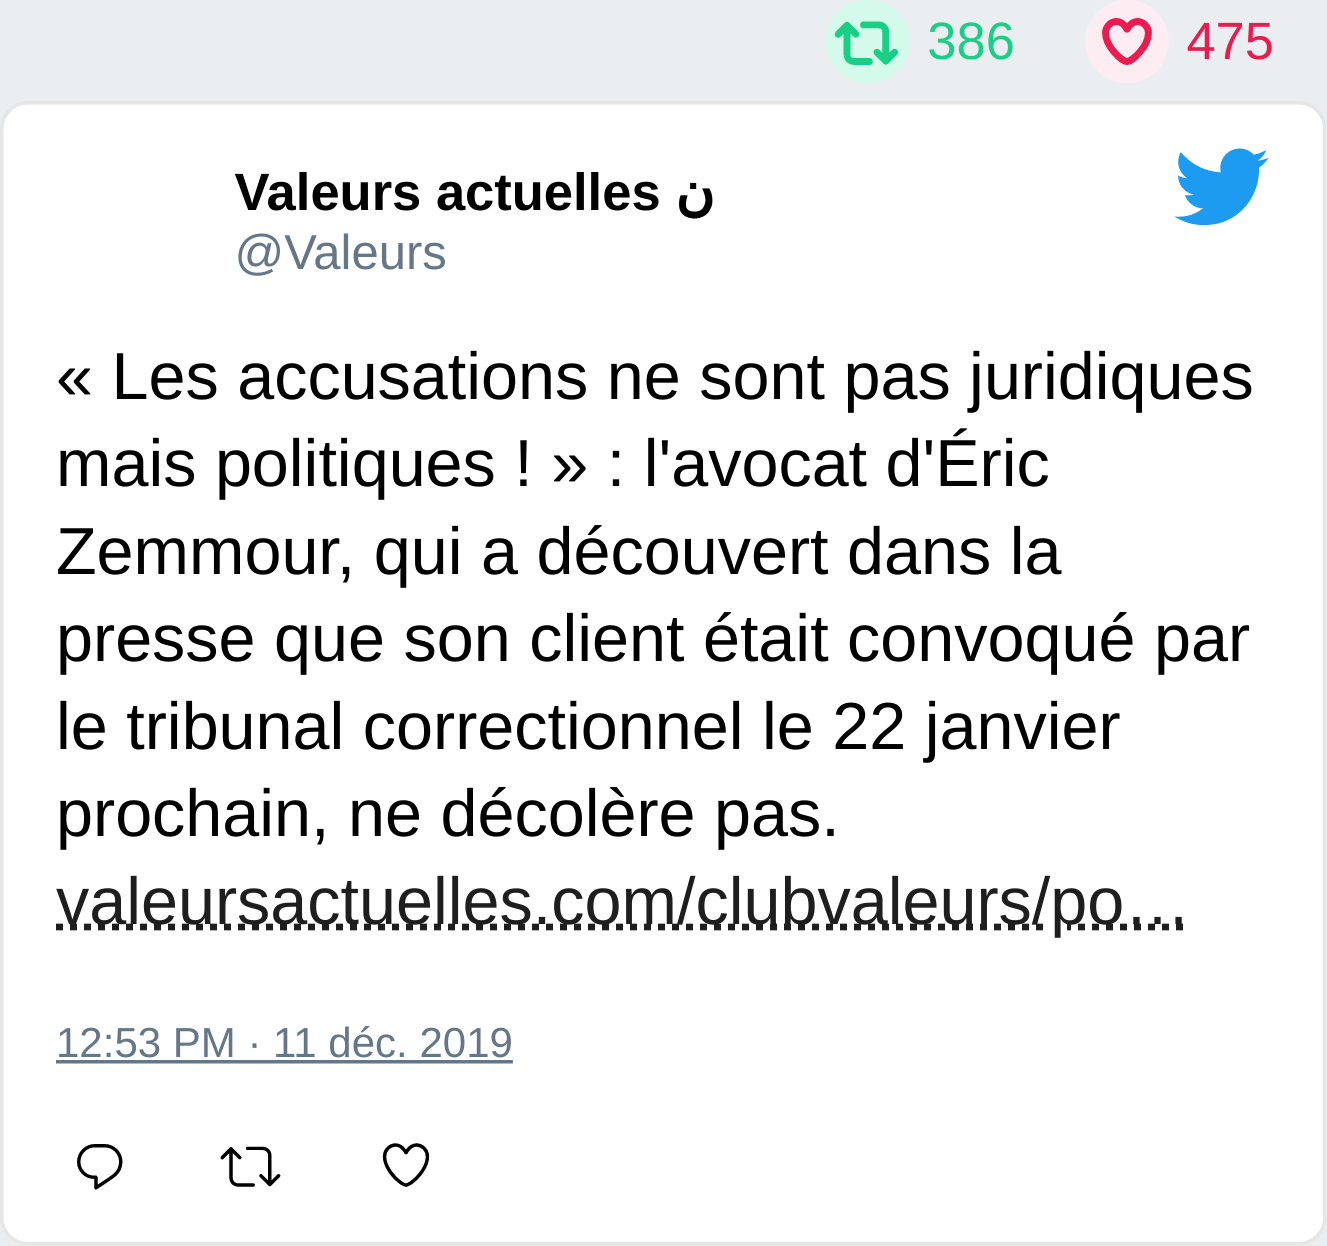 386 475
Valeurs actuelles ن
@Valeurs
« Les accusations ne sont pas juridiques
mais politiques ! » : l'avocat d'Éric
Zemmour, qui a découvert dans la
presse que son client était convoqué par
le tribunal correctionnel le 22 janvier
prochain, ne décolère pas.
valeursactuelles.com/clubvaleurs/po…
12:53 PM · 11 déc. 2019